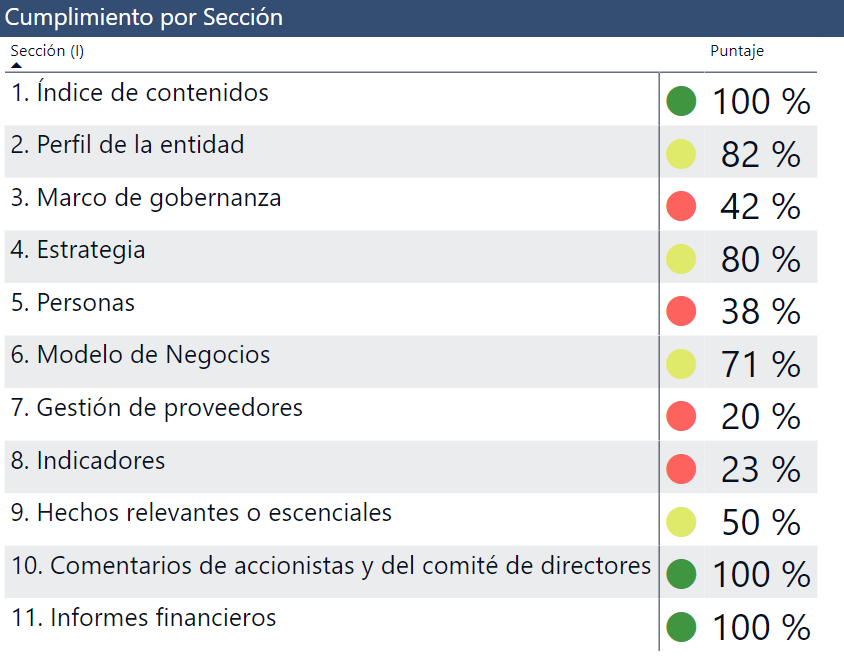 Cumplimiento por Sección
Sección (I) Puntaje
1. Índice de contenidos 100 %
2. Perfil de la entidad 82 %
3. Marco de gobernanza 42 %
4. Estrategia 80 %
5. Personas 38 %
6. Modelo de Negocios 71 %
7. Gestión de proveedores 20 %
8. Indicadores 23 %
9. Hechos relevantes o escenciales 50 %
10. Comentarios de accionistas y del comité de directores 100 %
11. Informes financieros 100 %